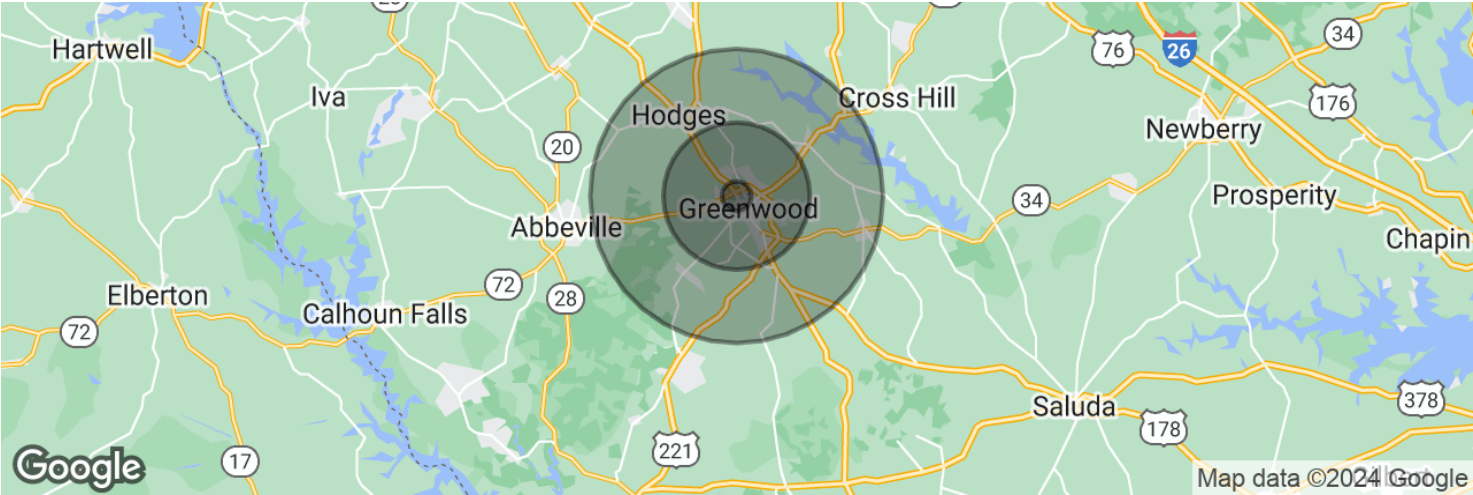 Hartwell
Iva
Hodges
Cross Hill
76
26
34
176
Newberry
20
Prosperity
34
Greenwood
Abbeville
Chapin
72
28
Elberton
Calhoun Falls
72
Saluda
378
178
221
17
Google
Map data ©2024 Google